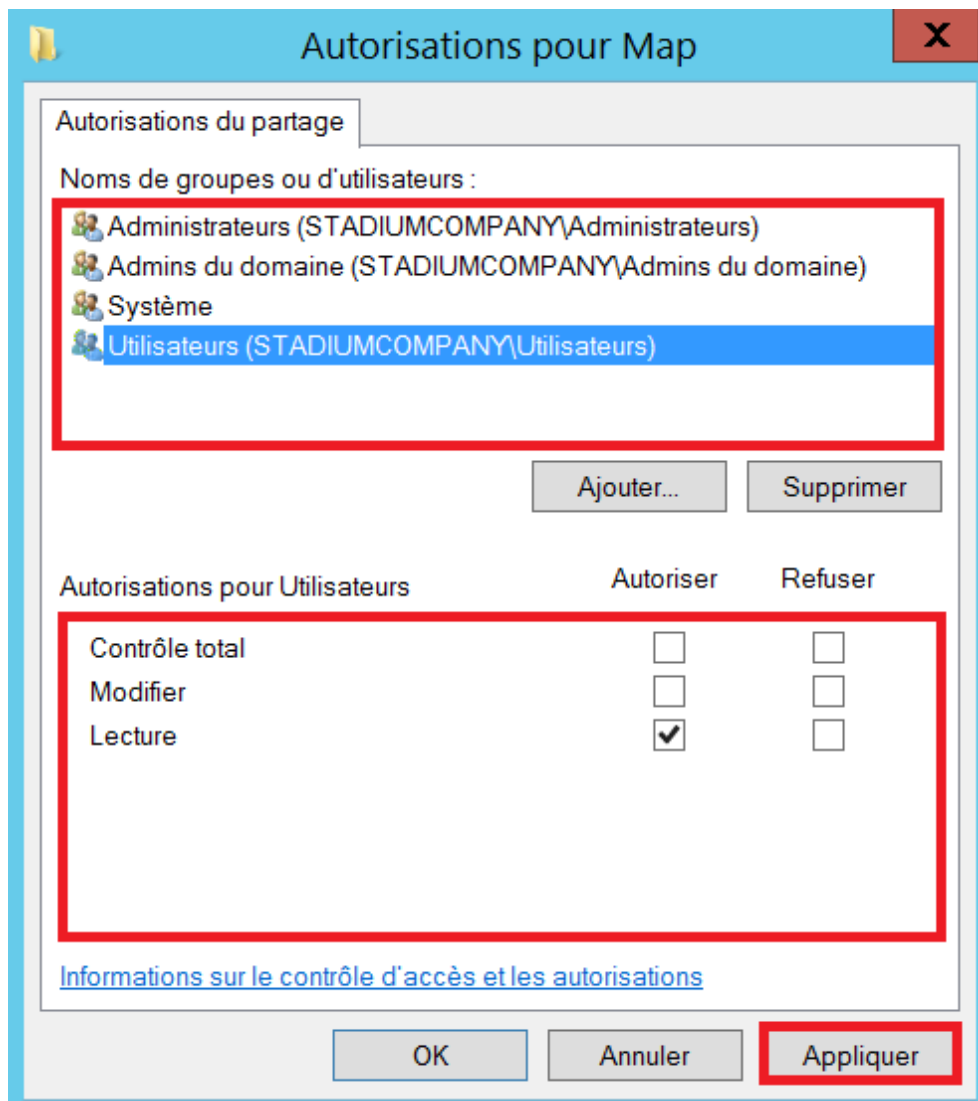 Autorisations pour Map
X
Autorisations du partage
Noms de groupes ou d'utilisateurs :
Administrateurs (STADIUMCOMPANY\Administrateurs)
Admins du domaine (STADIUMCOMPANY\Admins du domaine)
Système
Utilisateurs (STADIUMCOMPANY\Utilisateurs)
Ajouter... Supprimer
Autorisations pour Utilisateurs Autoriser Refuser
Contrôle total
Modifier
Lecture
Informations sur le contrôle d'accès et les autorisations
OK Annuler Appliquer